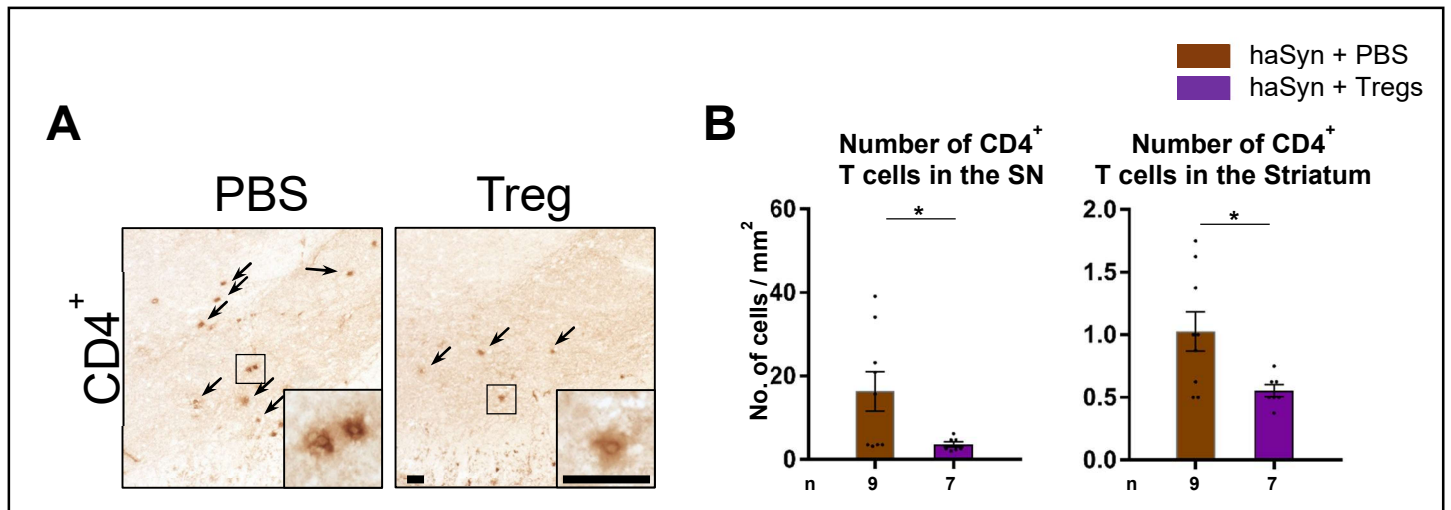 haSyn + PBS
haSyn + Tregs
A
PBS
Treg
CD4+
B
Number of CD4+
T cells in the SN
No. of cells / mm2
60
40
20
0
*
n 9 7
Number of CD4+
T cells in the Striatum
2.0
1.5
1.0
0.5
0.0
*
n 9 7